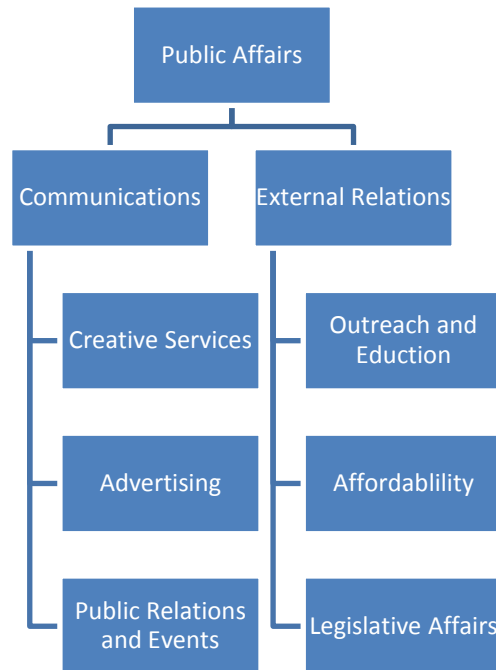 Public Affairs
Communications
External Relations
Creative Services
Outreach and
Eduction
Advertising
Affordablility
Public Relations
and Events
Legislative Affairs